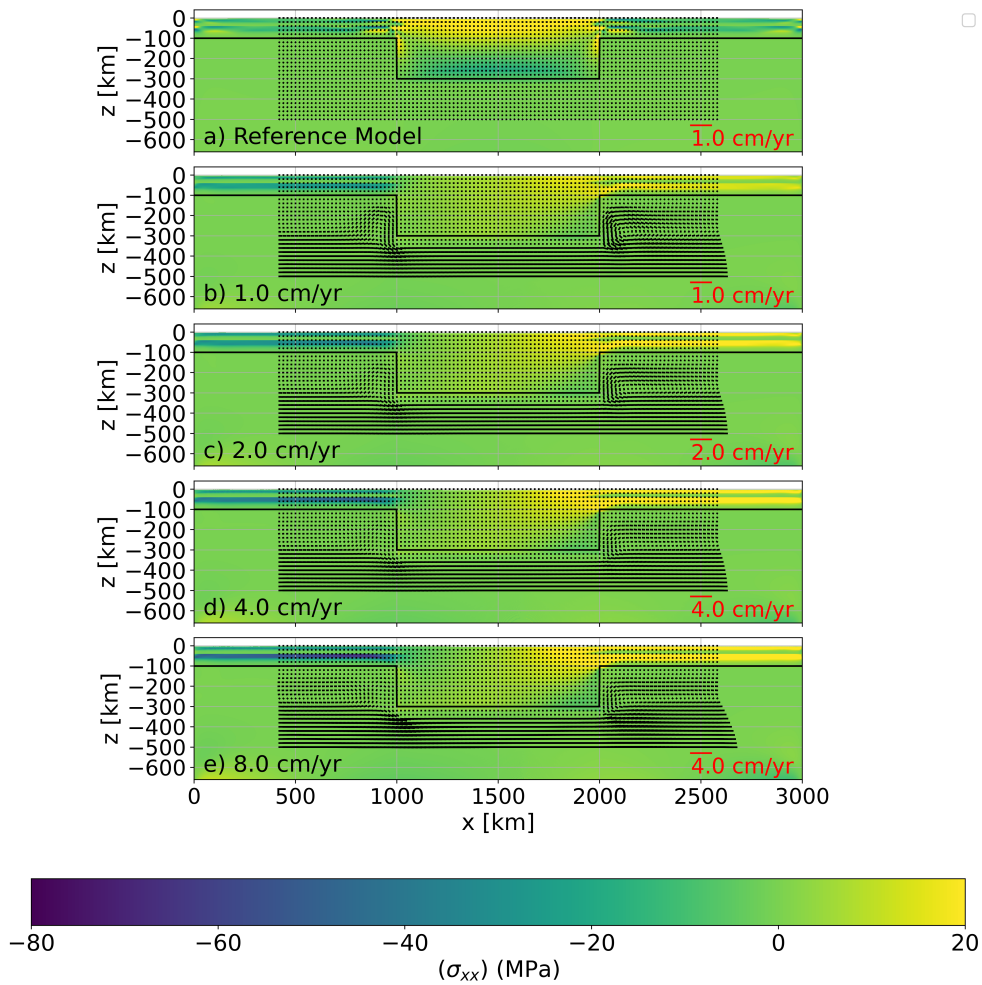 0
−100
−200
−300
−400
−500
−600
z [km]
a) Reference Model
1.0 cm/yr
0
−100
−200
−300
−400
−500
−600
z [km]
b) 1.0 cm/yr
1.0 cm/yr
0
−100
−200
−300
−400
−500
−600
z [km]
c) 2.0 cm/yr
2.0 cm/yr
0
−100
−200
−300
−400
−500
−600
z [km]
d) 4.0 cm/yr
4.0 cm/yr
0
−100
−200
−300
−400
−500
−600
z [km]
e) 8.0 cm/yr
4.0 cm/yr
0 500 1000 1500 2000 2500 3000
x [km]
−80 −60 −40 −20 0 20
(σxx) (MPa)